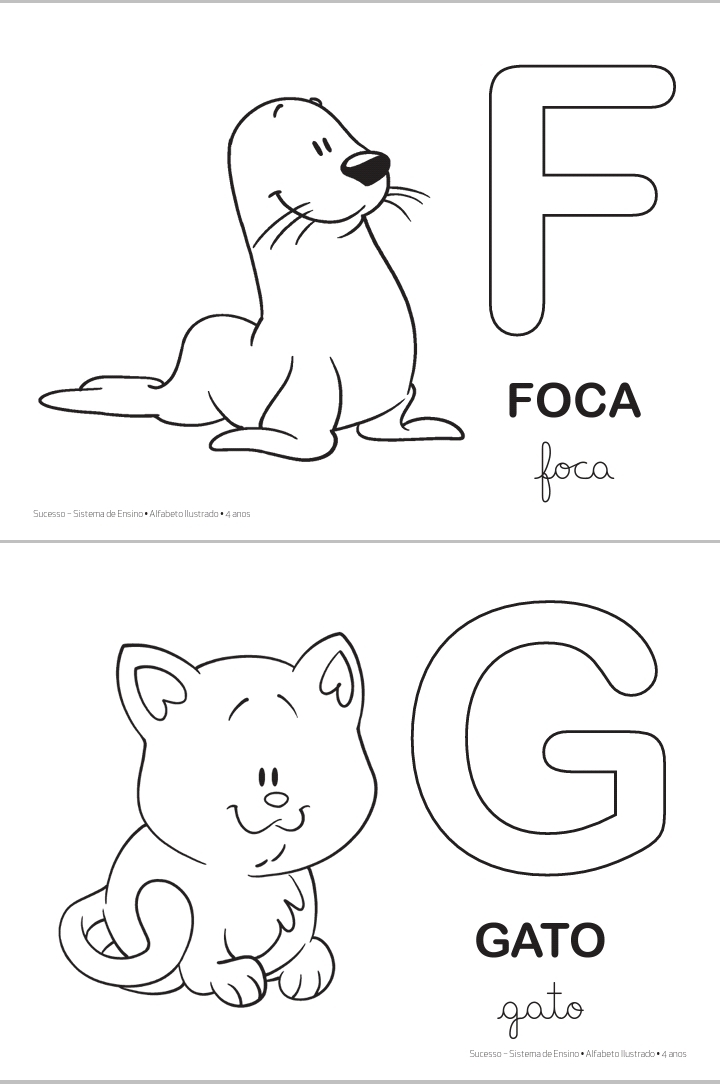 F
FOCA
foca
Sucesso - Sistema de Ensino • Alfabeto Ilustrado • 4 anos
G
GATO
gato
Sucesso - Sistema de Ensino • Alfabeto Ilustrado • 4 anos